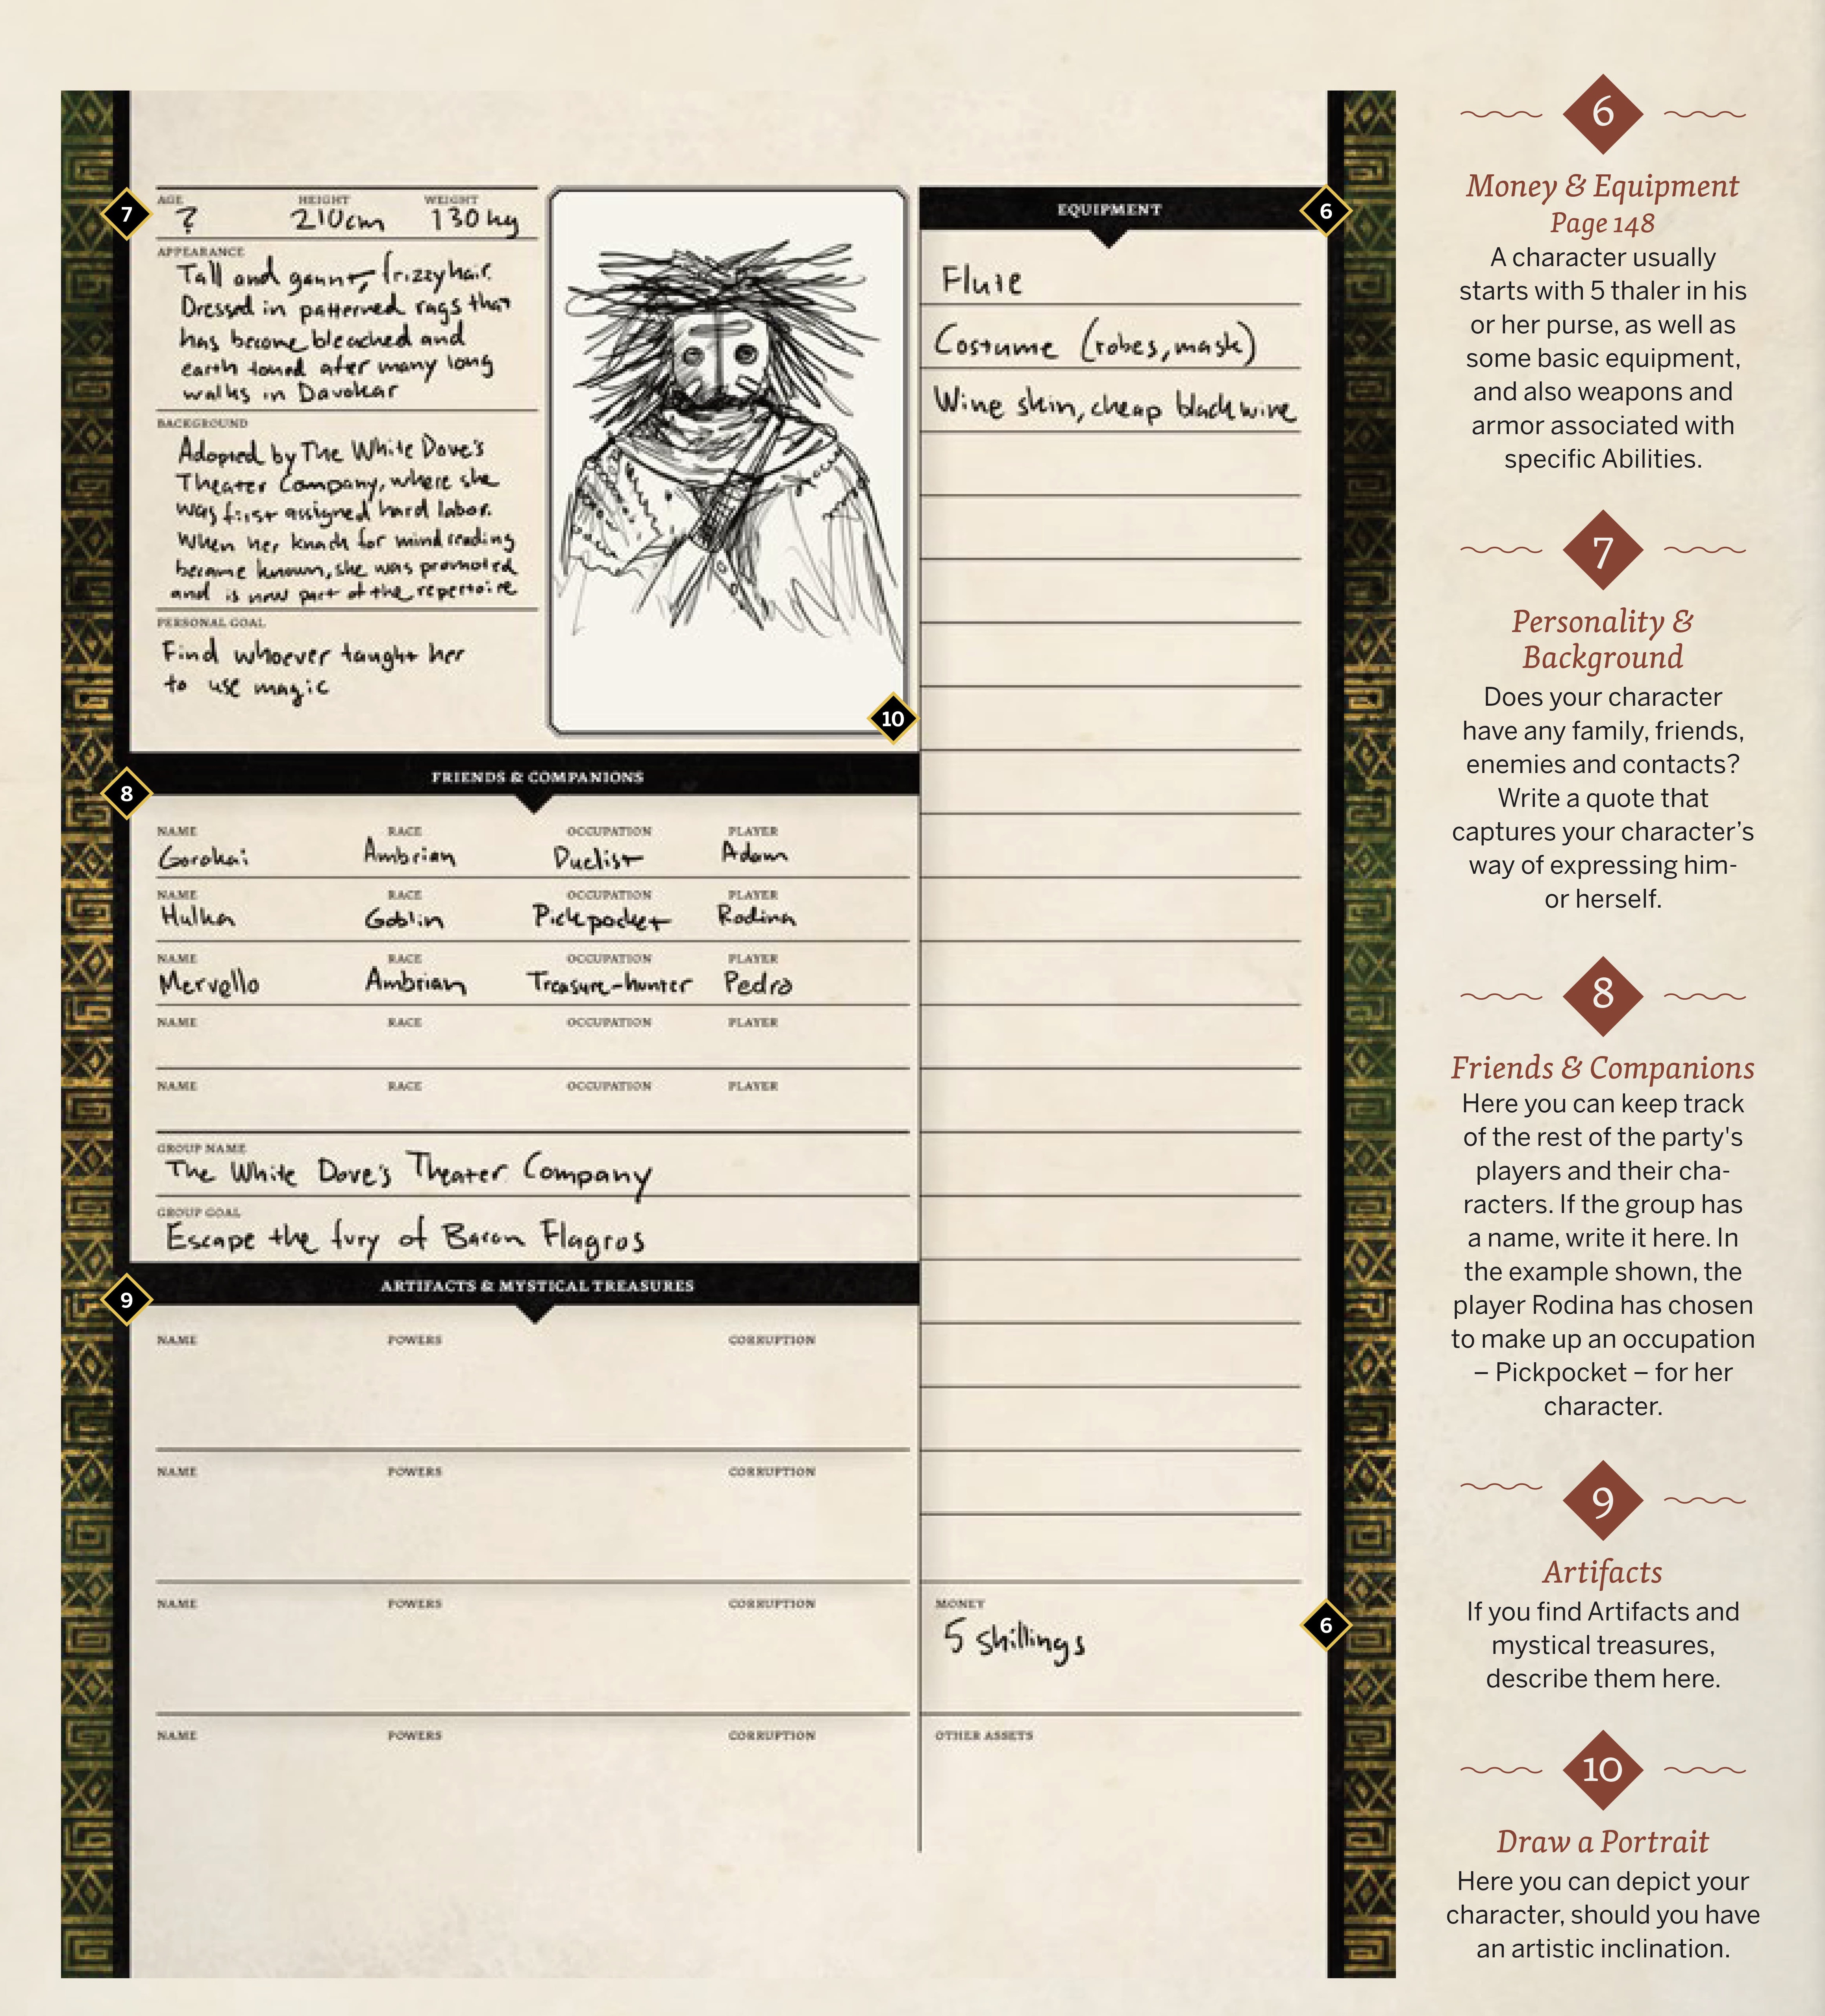 7
AGE HEIGHT WEIGHT
? 210cm 130 kg
APPEARANCE
Tall and gaunt, frizzy hair.
Dressed in patterned rags that
has become bleached and
earth toned after many long
walks in Davokar
BACKGROUND
Adopted by The White Dove's
Theater Company, where she
was first assigned hard labor.
When her knack for mind reading
became known, she was promoted
and is now part of the repertoire
PERSONAL GOAL
Find whoever taught her
to use magic
10
8
FRIENDS & COMPANIONS
NAME RACE OCCUPATION PLAYER
Gorokai Ambrian Duelist Adam
NAME RACE OCCUPATION PLAYER
Hulka Goblin Pickpocket Rodina
NAME RACE OCCUPATION PLAYER
Mervello Ambrian Treasure-hunter Pedro
NAME RACE OCCUPATION PLAYER
NAME RACE OCCUPATION PLAYER
GROUP NAME
The White Dove's Theater Company
GROUP GOAL
Escape the fury of Baron Flagros
9
ARTIFACTS & MYSTICAL TREASURES
NAME POWERS CORRUPTION
NAME POWERS CORRUPTION
NAME POWERS CORRUPTION
NAME POWERS CORRUPTION
EQUIPMENT
6
Flute
Costume (robes, mask)
Wine skin, cheap blackwine
MONEY
6
5 shillings
OTHER ASSETS
6
Money & Equipment
Page 148
A character usually
starts with 5 thaler in his
or her purse, as well as
some basic equipment,
and also weapons and
armor associated with
specific Abilities.
7
Personality &
Background
Does your character
have any family, friends,
enemies and contacts?
Write a quote that
captures your character’s
way of expressing him-
or herself.
8
Friends & Companions
Here you can keep track
of the rest of the party's
players and their cha-
racters. If the group has
a name, write it here. In
the example shown, the
player Rodina has chosen
to make up an occupation
– Pickpocket – for her
character.
9
Artifacts
If you find Artifacts and
mystical treasures,
describe them here.
10
Draw a Portrait
Here you can depict your
character, should you have
an artistic inclination.